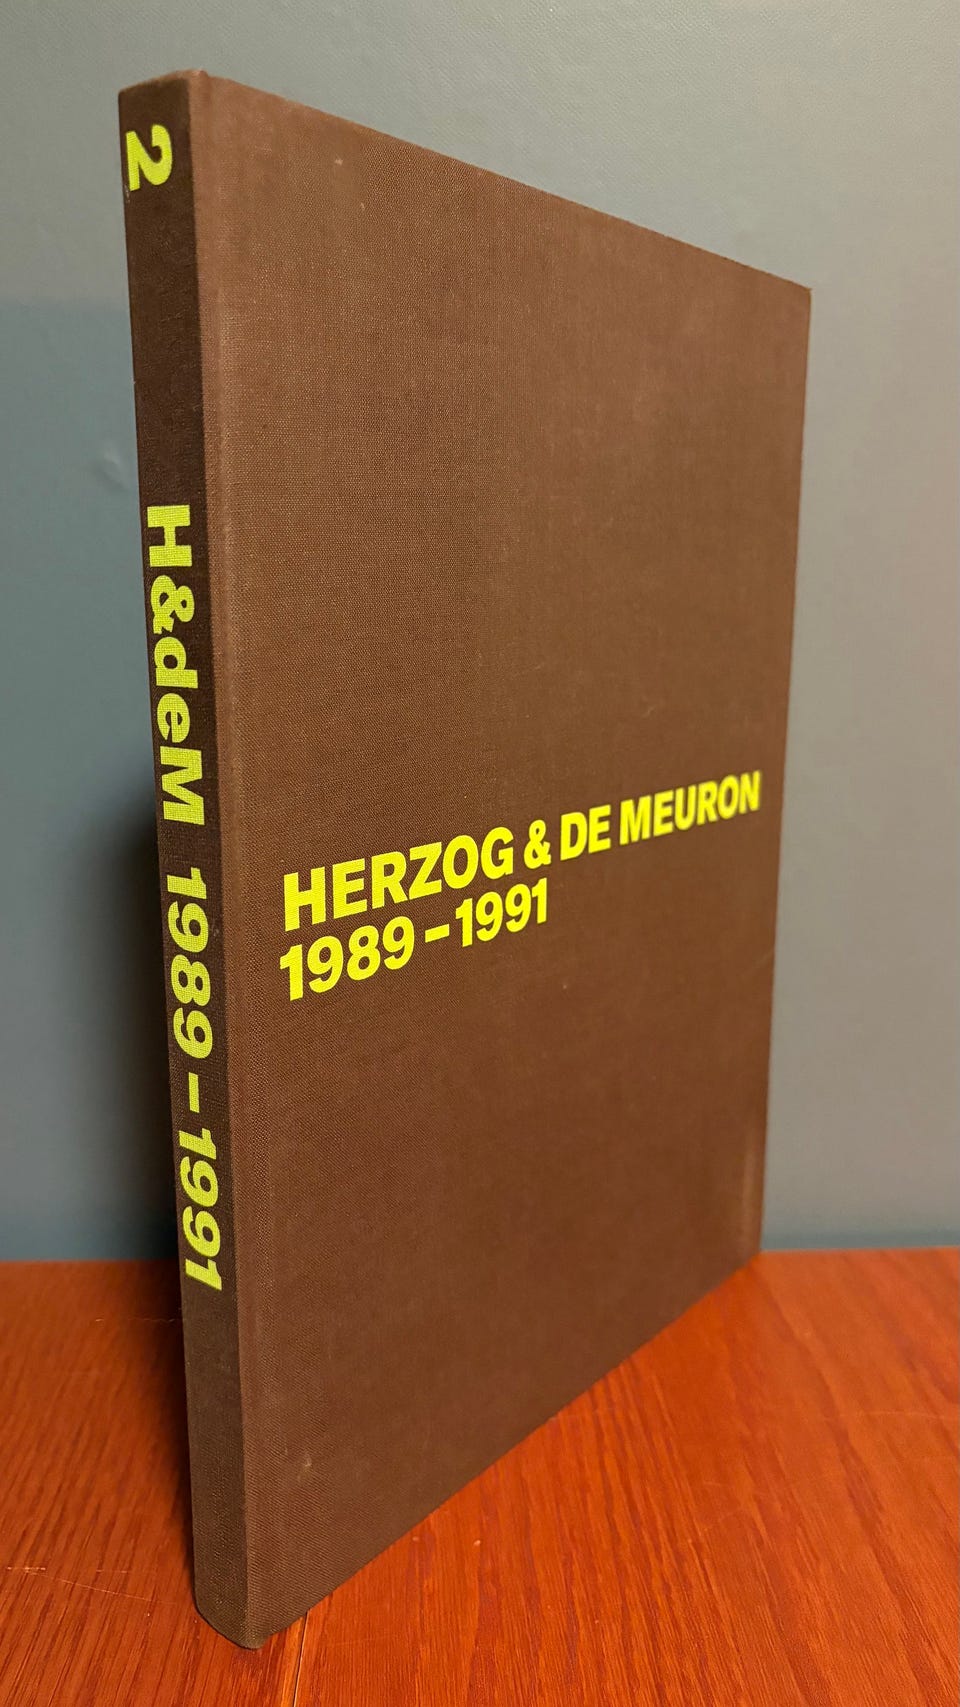 2
H&deM 1989–1991
HERZOG & DE MEURON
1989–1991